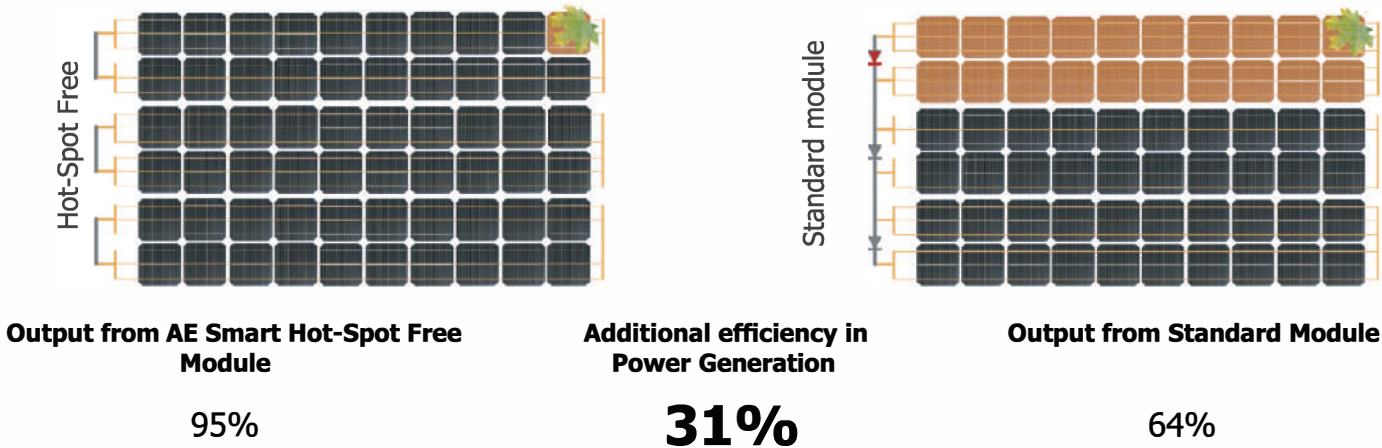 Hot-Spot Free
Standard module
Output from AE Smart Hot-Spot Free
Module
Additional efficiency in
Power Generation
Output from Standard Module
95%
31%
64%